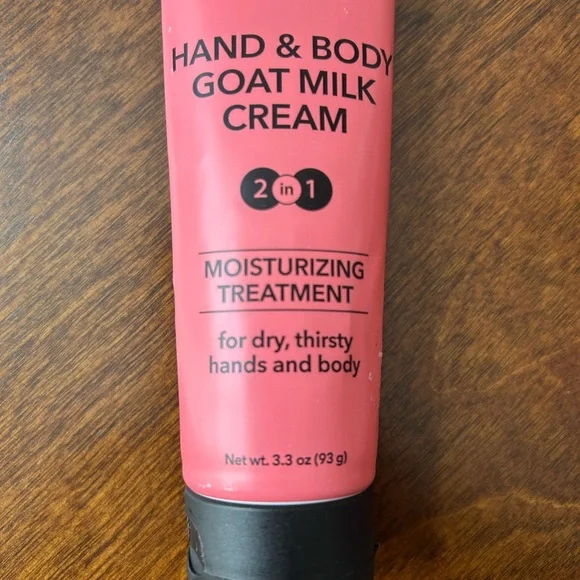 HAND & BODY
GOAT MILK
CREAM
2 in 1
MOISTURIZING
TREATMENT
for dry, thirsty
hands and body
Net wt. 3.3 oz (93 g)